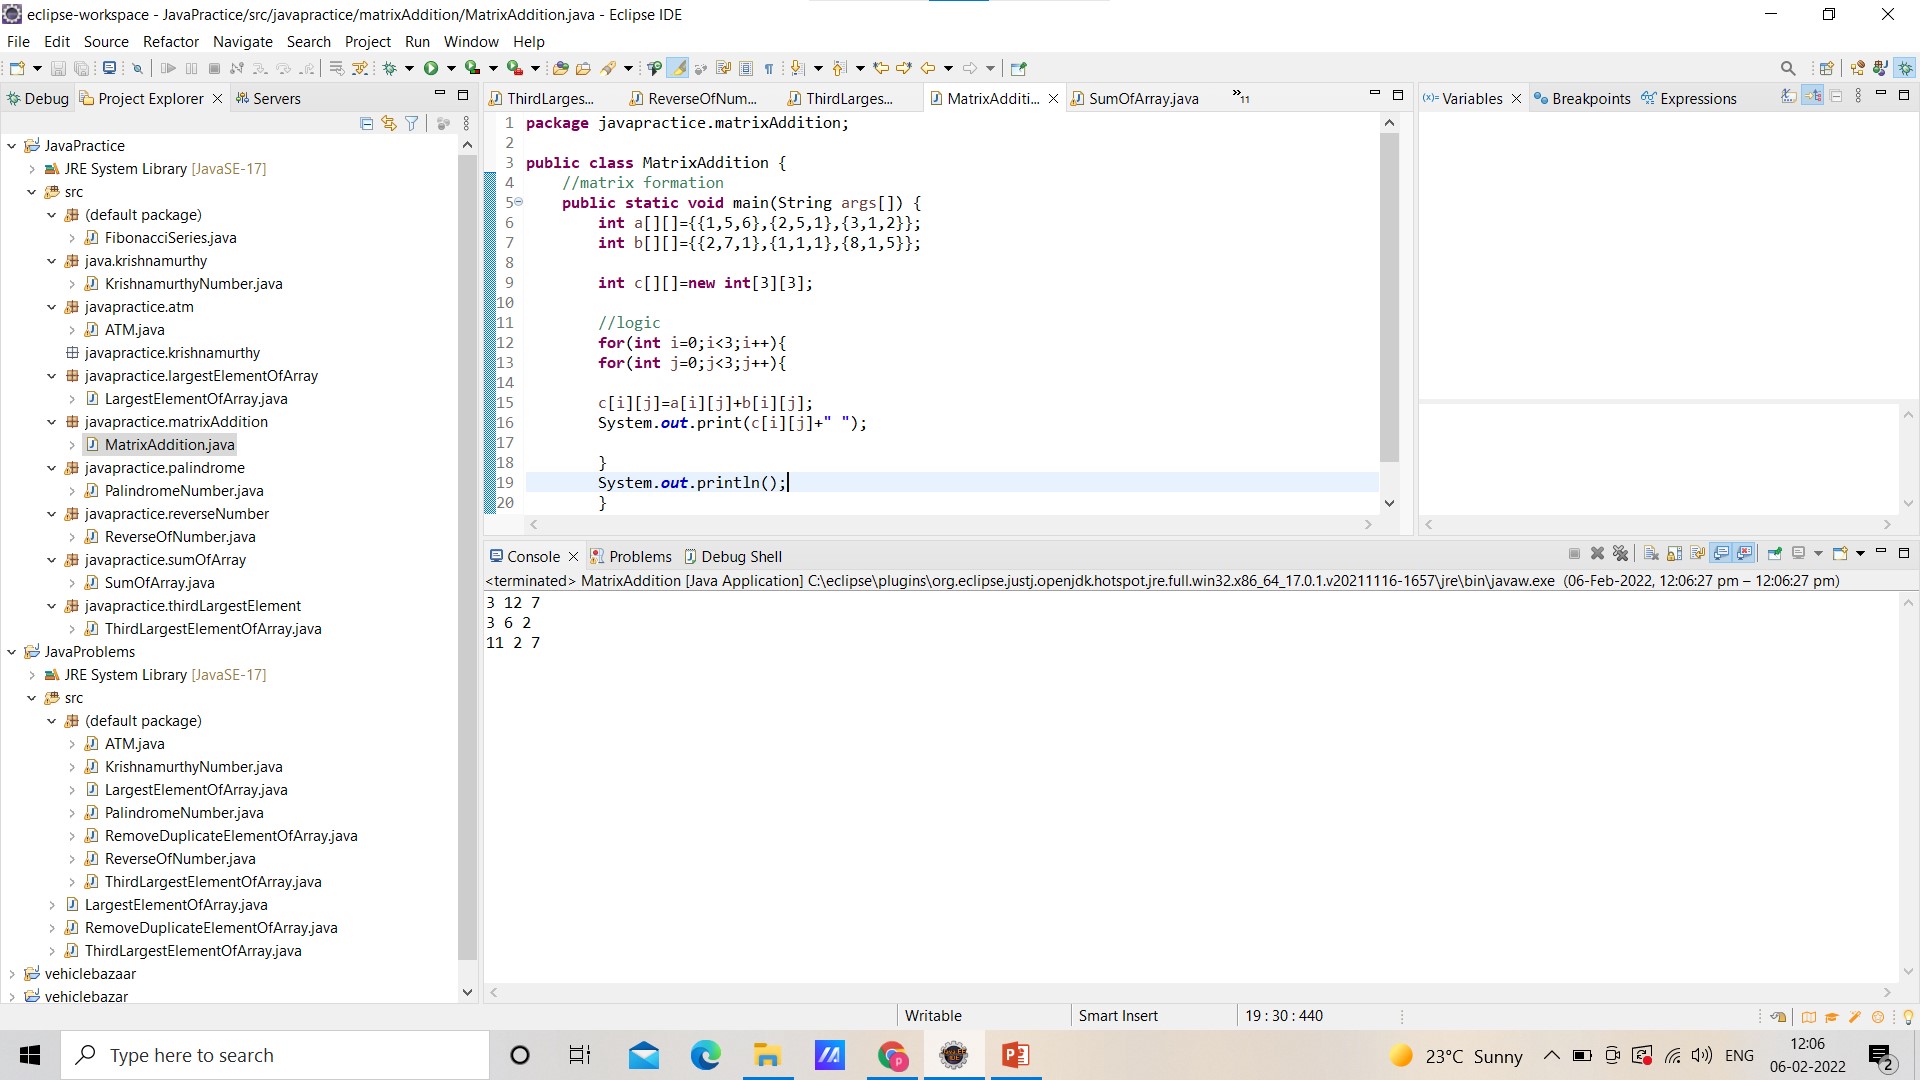 eclipse-workspace - JavaPractice/src/javapractice/matrixAddition/MatrixAddition.java - Eclipse IDE
File Edit Source Refactor Navigate Search Project Run Window Help
Debug Project Explorer Servers
JavaPractice
JRE System Library [JavaSE-17]
src
(default package)
FibonacciSeries.java
java.krishnamurthy
KrishnamurthyNumber.java
javapractice.atm
ATM.java
javapractice.krishnamurthy
javapractice.largestElementOfArray
LargestElementOfArray.java
javapractice.matrixAddition
MatrixAddition.java
javapractice.palindrome
PalindromeNumber.java
javapractice.reverseNumber
ReverseOfNumber.java
javapractice.sumOfArray
SumOfArray.java
javapractice.thirdLargestElement
ThirdLargestElementOfArray.java
JavaProblems
JRE System Library [JavaSE-17]
src
(default package)
ATM.java
KrishnamurthyNumber.java
LargestElementOfArray.java
PalindromeNumber.java
RemoveDuplicateElementOfArray.java
ReverseOfNumber.java
ThirdLargestElementOfArray.java
LargestElementOfArray.java
RemoveDuplicateElementOfArray.java
ThirdLargestElementOfArray.java
vehiclebazaar
vehiclebazar
ThirdLarges... ReverseOfNum... ThirdLarges... MatrixAdditi... SumOfArray.java »11
1 package javapractice.matrixAddition;
2
3 public class MatrixAddition {
4 //matrix formation
5 public static void main(String args[]) {
6 int a[][]={{1,5,6},{2,5,1},{3,1,2}};
7 int b[][]={{2,7,1},{1,1,1},{8,1,5}};
8
9 int c[][]=new int[3][3];
10
11 //logic
12 for(int i=0;i<3;i++){
13 for(int j=0;j<3;j++){
14
15 c[i][j]=a[i][j]+b[i][j];
16 System.out.print(c[i][j]+" ");
17
18 }
19 System.out.println();
20 }
(x)= Variables Breakpoints Expressions
Console Problems Debug Shell
<terminated> MatrixAddition [Java Application] C:\eclipse\plugins\org.eclipse.justj.openjdk.hotspot.jre.full.win32.x86_64_17.0.1.v20211116-1657\jre\bin\javaw.exe (06-Feb-2022, 12:06:27 pm – 12:06:27 pm)
3 12 7
3 6 2
11 2 7
Writable Smart Insert 19 : 30 : 440
Type here to search
23°C Sunny
ENG
12:06
06-02-2022
2